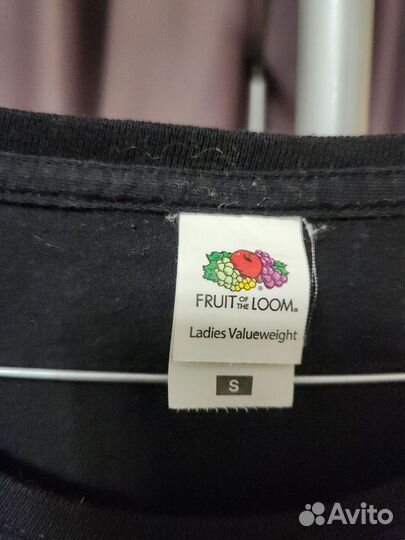 FRUIT OF THE LOOM®
Ladies Valueweight
S
Avito